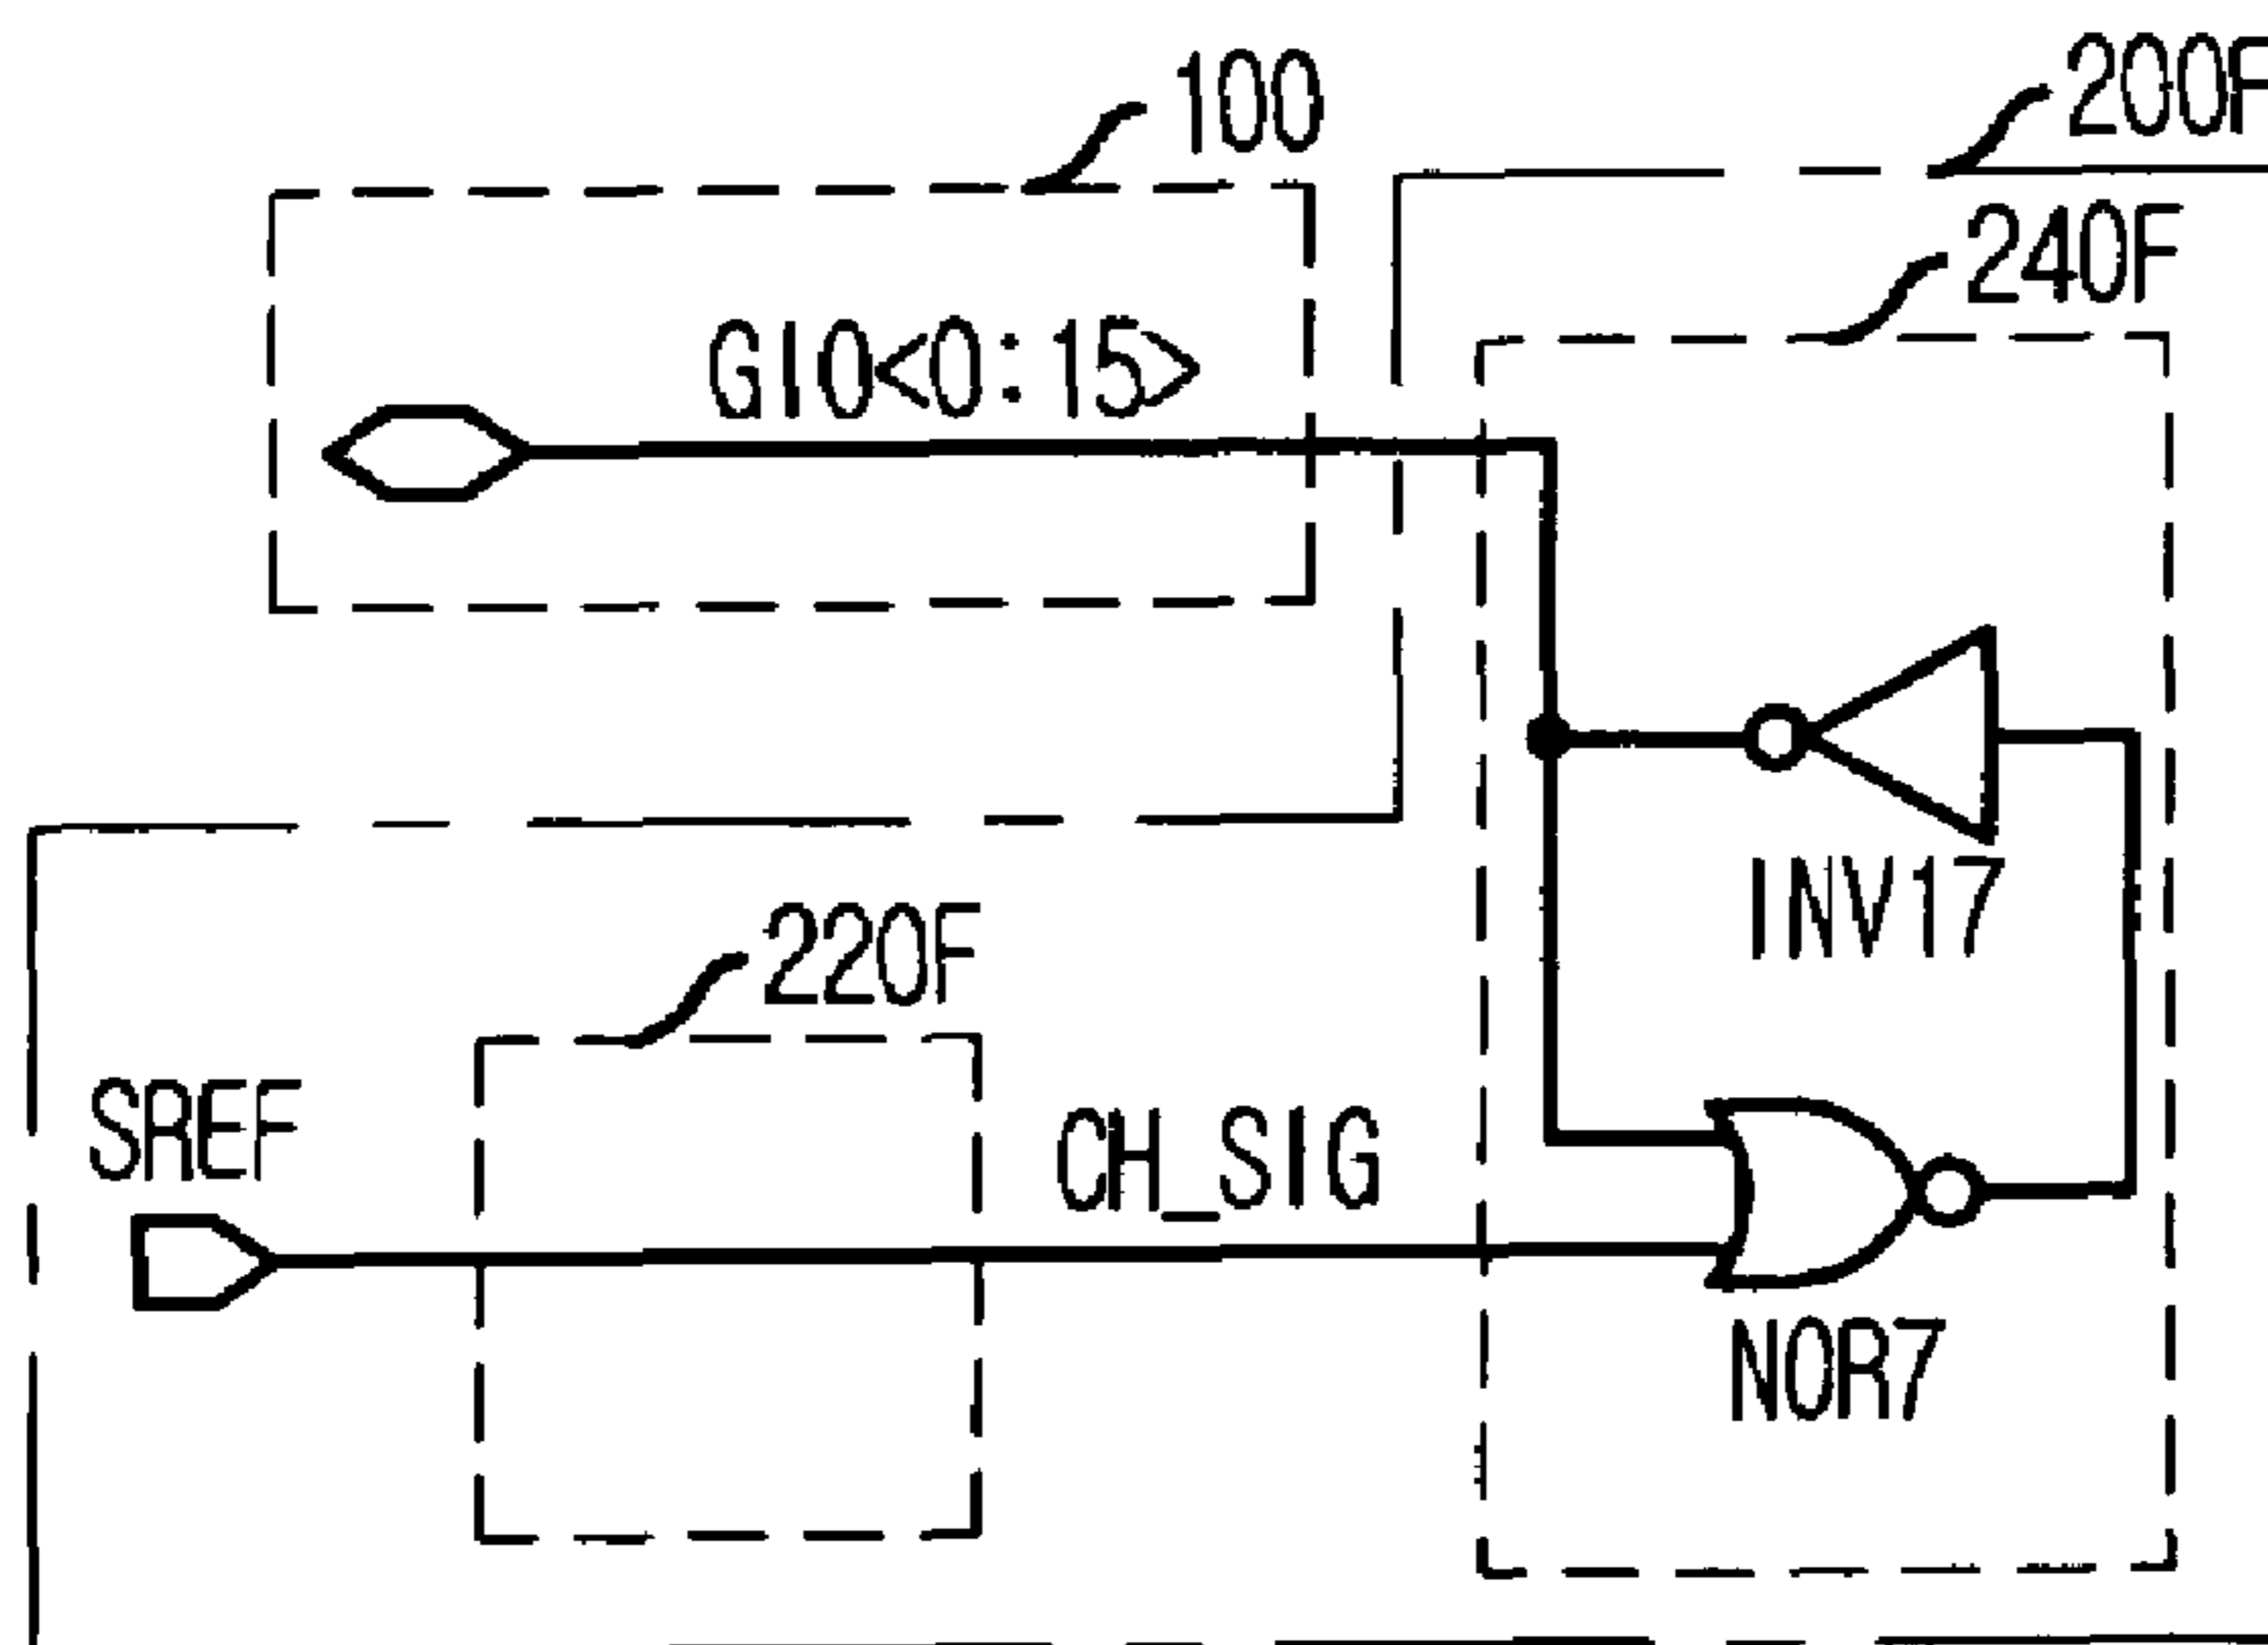 100
200F
240F
GIO<0:15>
INV17
220F
SREF
CH_SIG
NOR7